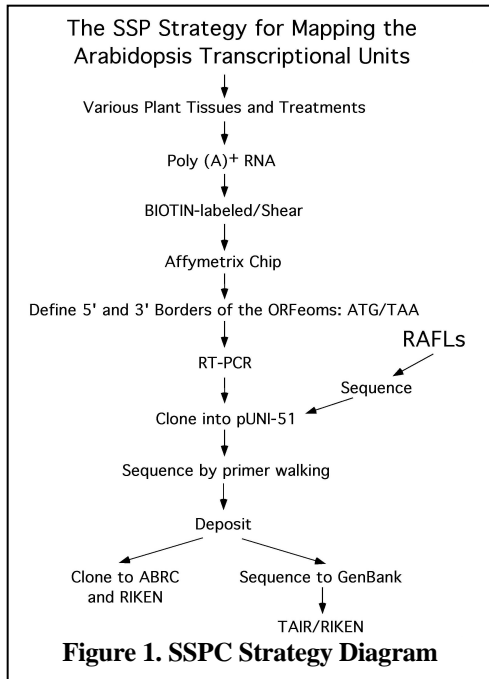 The SSP Strategy for Mapping the
Arabidopsis Transcriptional Units
Various Plant Tissues and Treatments
Poly (A)+ RNA
BIOTIN-labeled/Shear
Affymetrix Chip
Define 5' and 3' Borders of the ORFeoms: ATG/TAA
RAFLs
RT-PCR
Sequence
Clone into pUNI-51
Sequence by primer walking
Deposit
Clone to ABRC
and RIKEN
Sequence to GenBank
TAIR/RIKEN
Figure 1. SSPC Strategy Diagram